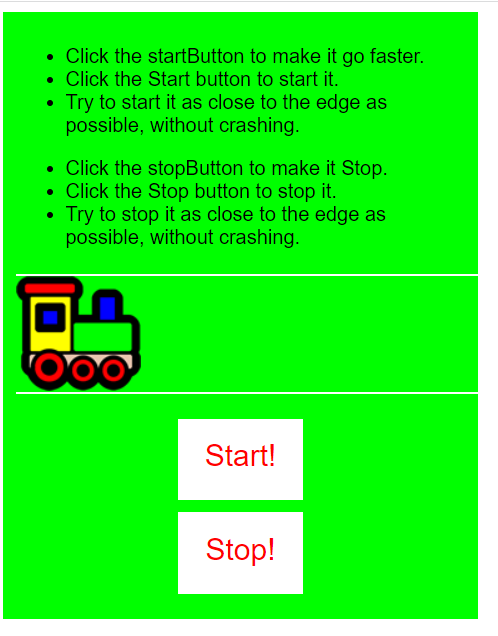 Click the startButton to make it go faster.
Click the Start button to start it.
Try to start it as close to the edge as
possible, without crashing.
Click the stopButton to make it Stop.
Click the Stop button to stop it.
Try to stop it as close to the edge as
possible, without crashing.
Start!
Stop!